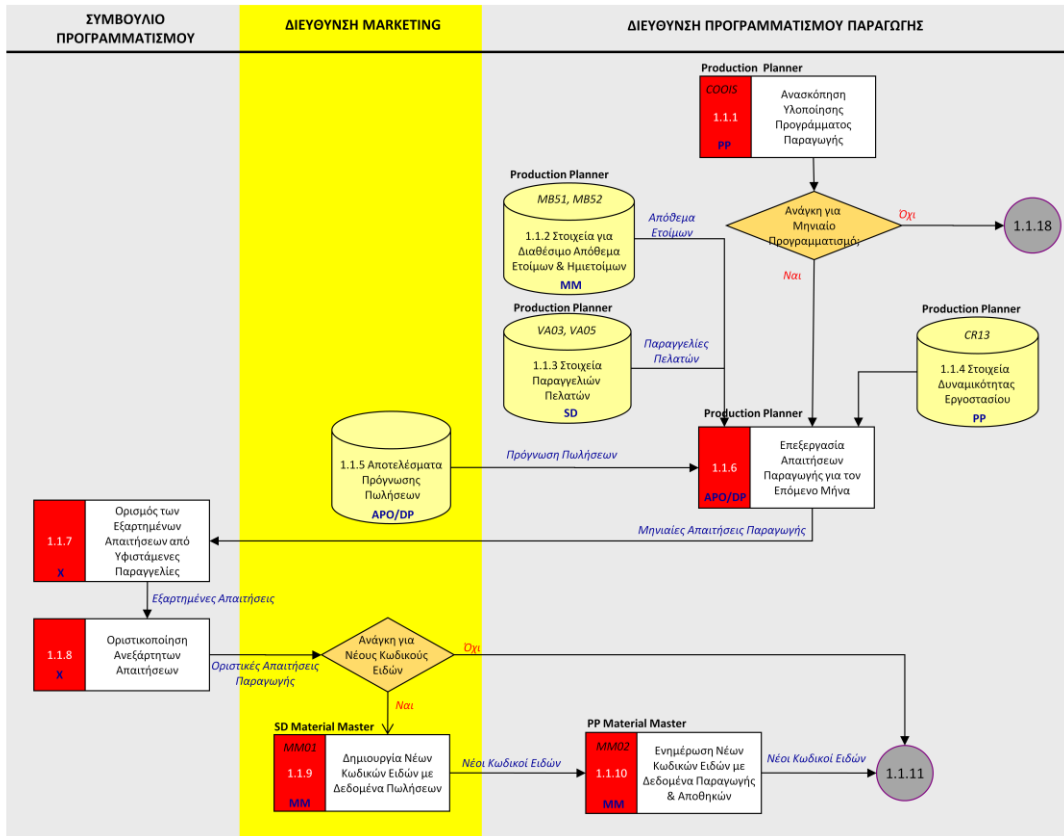 ΣΥΜΒΟΥΛΙΟ
ΠΡΟΓΡΑΜΜΑΤΙΣΜΟΥ
ΔΙΕΥΘΥΝΣΗ MARKETING
ΔΙΕΥΘΥΝΣΗ ΠΡΟΓΡΑΜΜΑΤΙΣΜΟΥ ΠΑΡΑΓΩΓΗΣ
Production Planner
COOIS
1.1.1
PP
Ανασκόπηση
Υλοποίησης
Προγράμματος
Παραγωγής
Production Planner
MB51, MB52
1.1.2 Στοιχεία για
Διαθέσιμο Απόθεμα
Ετοίμων & Ημιετοίμων
MM
Απόθεμα
Ετοίμων
Ανάγκη για
Μηνιαίο
Προγραμματισμό;
Όχι
1.1.18
Ναι
Production Planner
VA03, VA05
1.1.3 Στοιχεία
Παραγγελιών
Πελατών
SD
Παραγγελίες
Πελατών
Production Planner
CR13
1.1.4 Στοιχεία
Δυναμικότητας
Εργοστασίου
PP
Production Planner
1.1.6
APO/DP
Επεξεργασία
Απαιτήσεων
Παραγωγής για τον
Επόμενο Μήνα
1.1.5 Αποτελέσματα
Πρόγνωσης
Πωλήσεων
APO/DP
Πρόγνωση Πωλήσεων
Μηνιαίες Απαιτήσεις Παραγωγής
1.1.7
X
Ορισμός των
Εξαρτημένων
Απαιτήσεων από
Υφιστάμενες
Παραγγελίες
Εξαρτημένες Απαιτήσεις
1.1.8
X
Οριστικοποίηση
Ανεξάρτητων
Απαιτήσεων
Οριστικές Απαιτήσεις
Παραγωγής
Ανάγκη για
Νέους Κωδικούς
Ειδών
Όχι
Ναι
SD Material Master
MM01
1.1.9
MM
Δημιουργία Νέων
Κωδικών Ειδών με
Δεδομένα Πωλήσεων
Νέοι Κωδικοί Ειδών
PP Material Master
MM02
1.1.10
MM
Ενημέρωση Νέων
Κωδικών Ειδών με
Δεδομένα Παραγωγής
& Αποθηκών
Νέοι Κωδικοί Ειδών
1.1.11